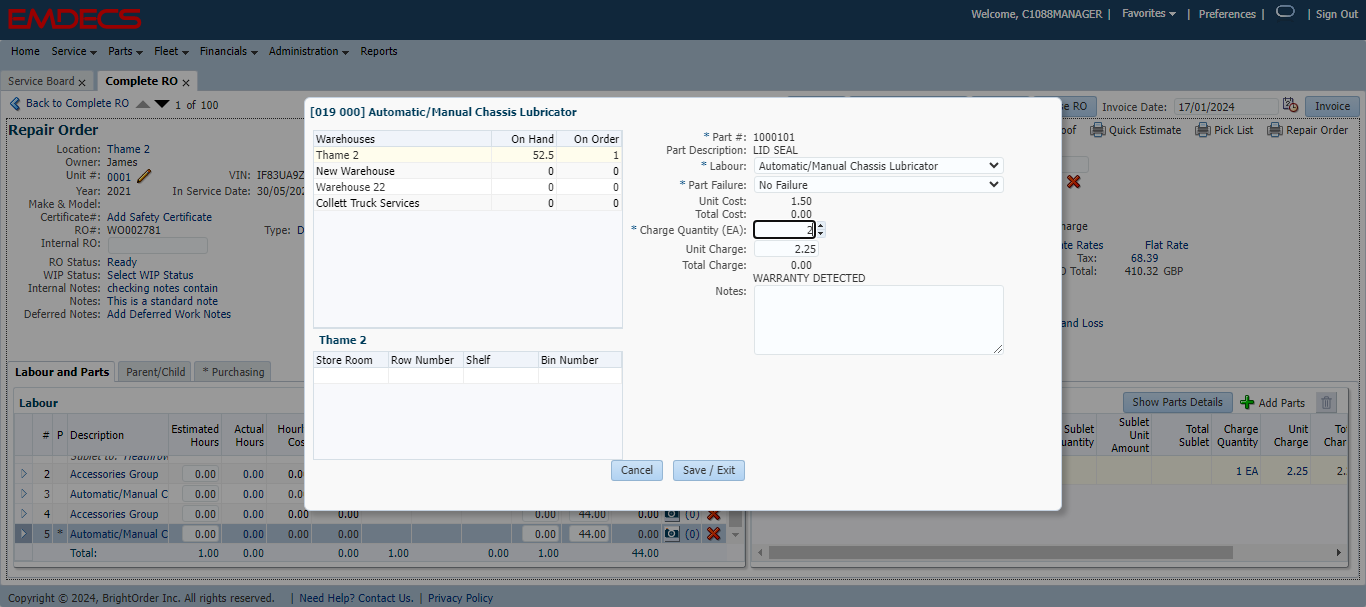 EMDECS
Welcome, C1088MANAGER | Favorites | Preferences | | Sign Out
Home Service Parts Fleet Financials Administration Reports
Service Board x Complete RO x
Back to Complete RO 1 of 100
RO Invoice Date: 17/01/2024 Invoice
Repair Order
Quick Estimate Pick List Repair Order
Location: Thame 2
Owner: James
Unit #: 0001 VIN: IF83UA9Z
Year: 2021 In Service Date: 30/05/202
Make & Model:
Certificate#: Add Safety Certificate
RO#: WO002781 Type: D
Internal RO:
RO Status: Ready
WIP Status: Select WIP Status
Internal Notes: checking notes contain
Notes: This is a standard note
Deferred Notes: Add Deferred Work Notes
harge
te Rates Flat Rate
Tax: 68.39
O Total: 410.32 GBP
and Loss
[019 000] Automatic/Manual Chassis Lubricator
Warehouses On Hand On Order
Thame 2 52.5 1
New Warehouse 0 0
Warehouse 22 0 0
Collett Truck Services 0 0
Thame 2
Store Room Row Number Shelf Bin Number
* Part #: 1000101
Part Description: LID SEAL
* Labour: Automatic/Manual Chassis Lubricator
* Part Failure: No Failure
Unit Cost: 1.50
Total Cost: 0.00
* Charge Quantity (EA): 2
Unit Charge: 2.25
Total Charge: 0.00
WARRANTY DETECTED
Notes:
Cancel Save / Exit
Labour and Parts Parent/Child * Purchasing
Labour
# P Description Estimated Hours Actual Hours Hourl Cos
Sublet to: Heathrow
2 Accessories Group 0.00 0.00 0.0
3 Automatic/Manual C 0.00 0.00 0.0
4 Accessories Group 0.00 0.00 0.00 0.00 0.00 44.00 0.00 (0)
5 * Automatic/Manual C 0.00 0.00 0.00 0.00 0.00 44.00 0.00 (0)
Total: 1.00 0.00 0.00 1.00 0.00 1.00 44.00
Show Parts Details Add Parts
Sublet uantity Sublet Unit Amount Total Sublet Charge Quantity Unit Charge Tot Char
1 EA 2.25 2.
Copyright © 2024, BrightOrder Inc. All rights reserved. | Need Help? Contact Us. | Privacy Policy